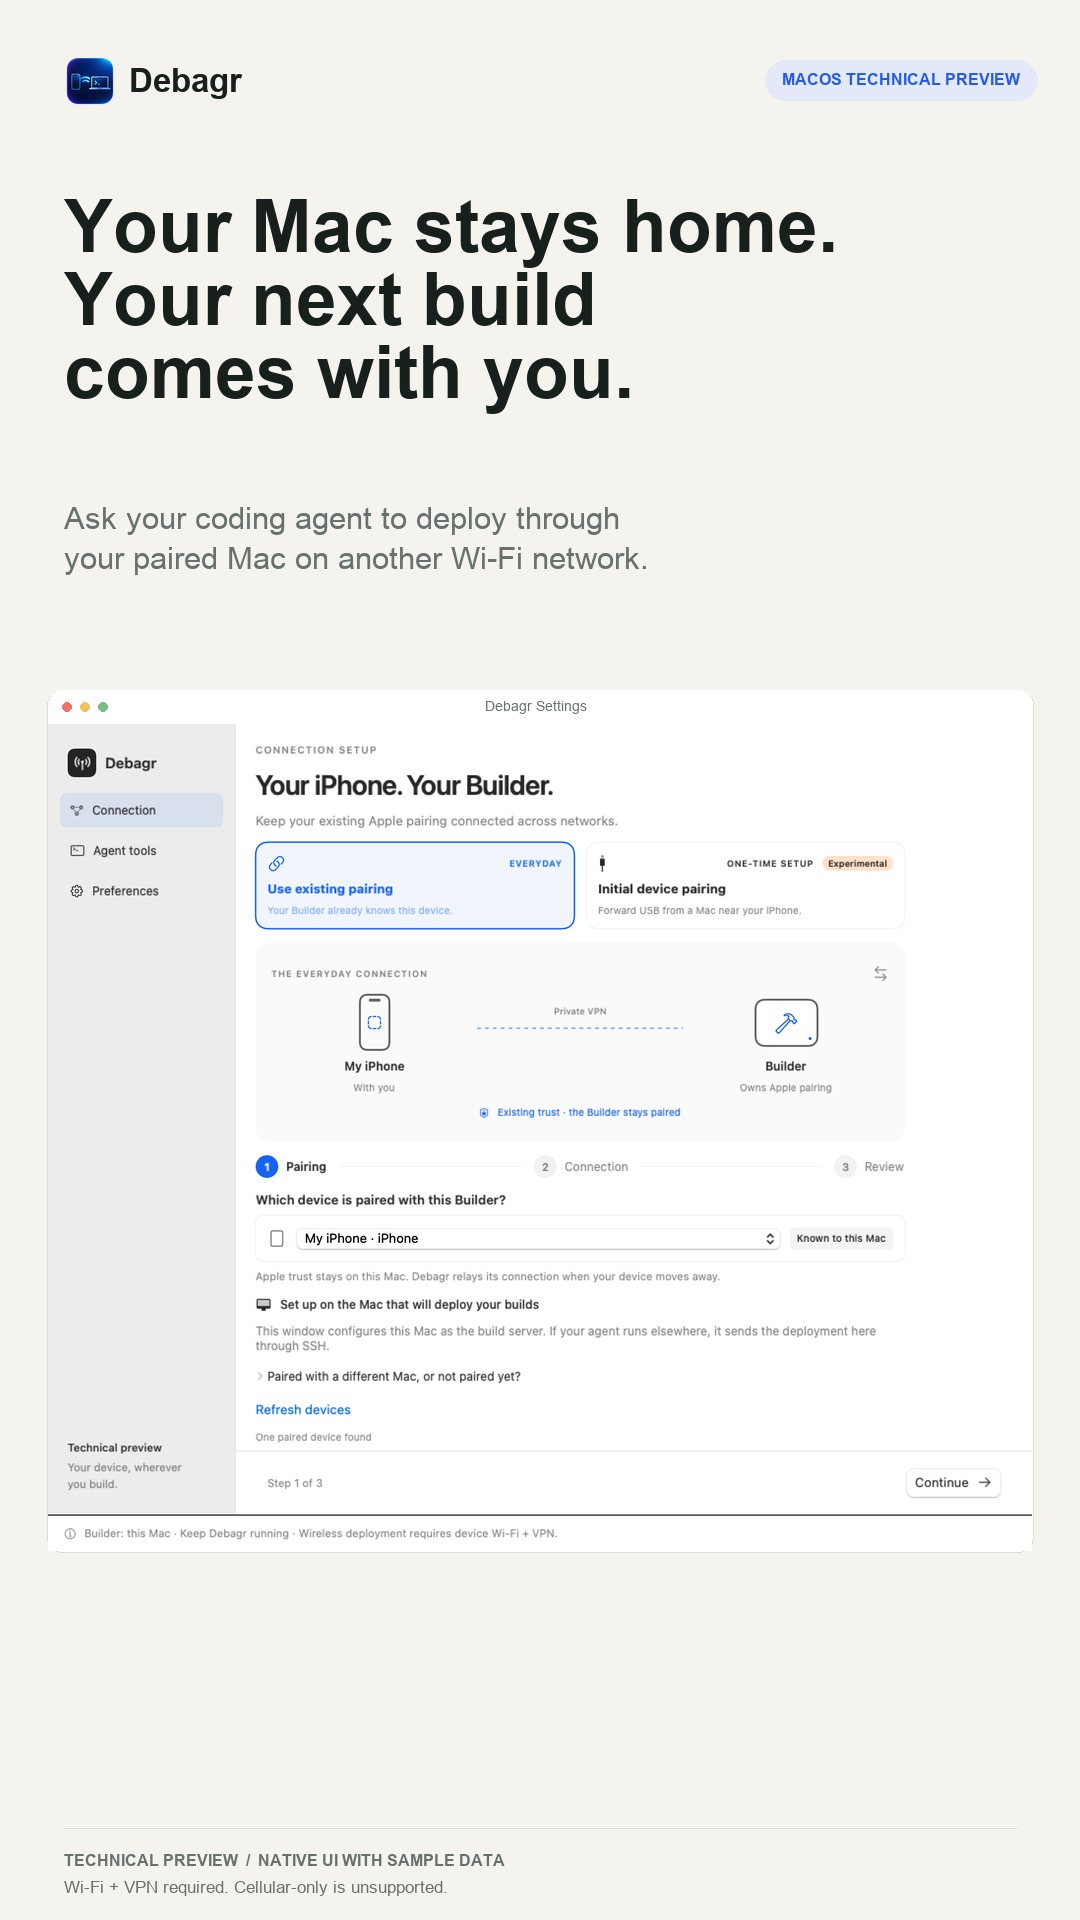 Debagr
MACOS TECHNICAL PREVIEW
Your Mac stays home.
Your next build
comes with you.
Ask your coding agent to deploy through
your paired Mac on another Wi-Fi network.
Debagr Settings
Debagr
Connection
Agent tools
Preferences
Technical preview
Your device, wherever
you build.
CONNECTION SETUP
Your iPhone. Your Builder.
Keep your existing Apple pairing connected across networks.
EVERYDAY
Use existing pairing
Your Builder already knows this device.
ONE-TIME SETUP Experimental
Initial device pairing
Forward USB from a Mac near your iPhone.
THE EVERYDAY CONNECTION
Private VPN
My iPhone
With you
Builder
Owns Apple pairing
Existing trust · the Builder stays paired
1 Pairing 2 Connection 3 Review
Which device is paired with this Builder?
My iPhone · iPhone Known to this Mac
Apple trust stays on this Mac. Debagr relays its connection when your device moves away.
Set up on the Mac that will deploy your builds
This window configures this Mac as the build server. If your agent runs elsewhere, it sends the deployment here
through SSH.
Paired with a different Mac, or not paired yet?
Refresh devices
One paired device found
Step 1 of 3
Continue →
Builder: this Mac · Keep Debagr running · Wireless deployment requires device Wi-Fi + VPN.
TECHNICAL PREVIEW / NATIVE UI WITH SAMPLE DATA
Wi-Fi + VPN required. Cellular-only is unsupported.